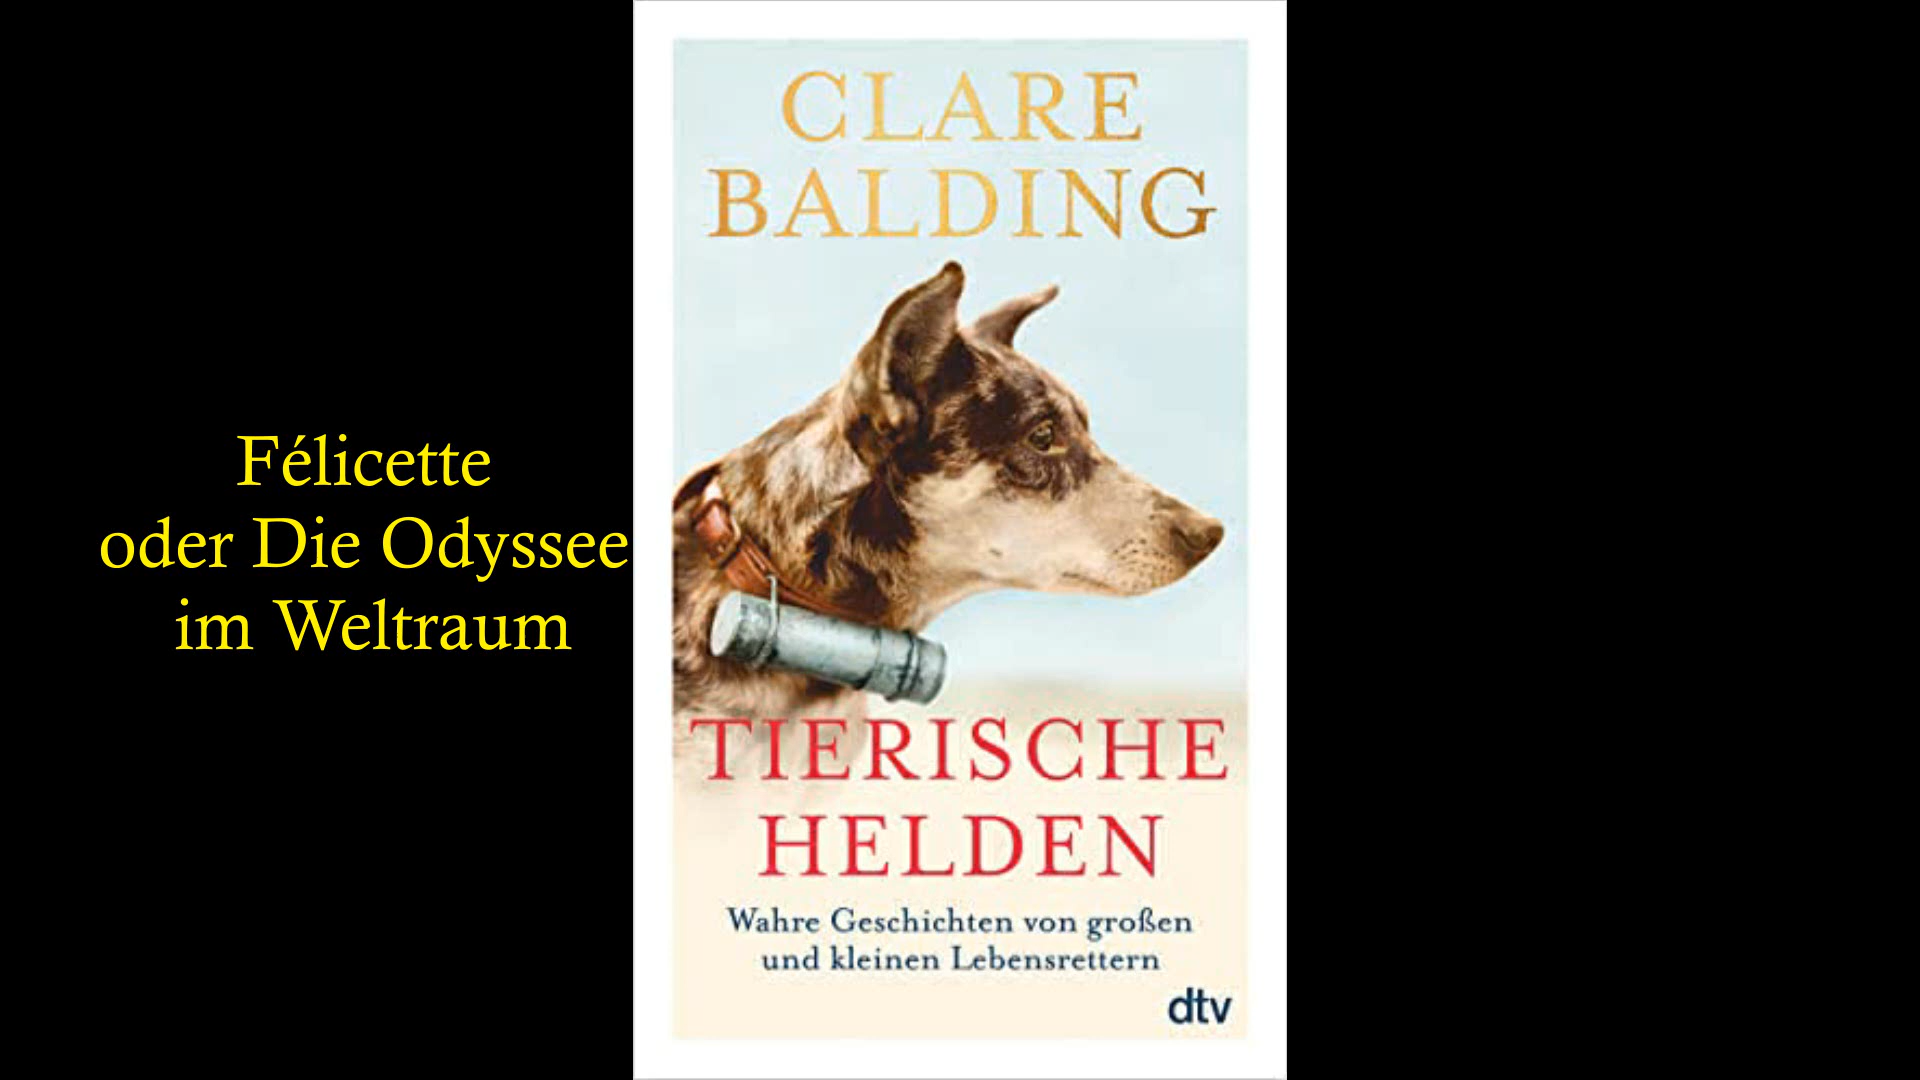 Félicette
oder Die Odyssee
im Weltraum
CLARE
BALDING
TIERISCHE
HELDEN
Wahre Geschichten von großen
und kleinen Lebensrettern
dtv